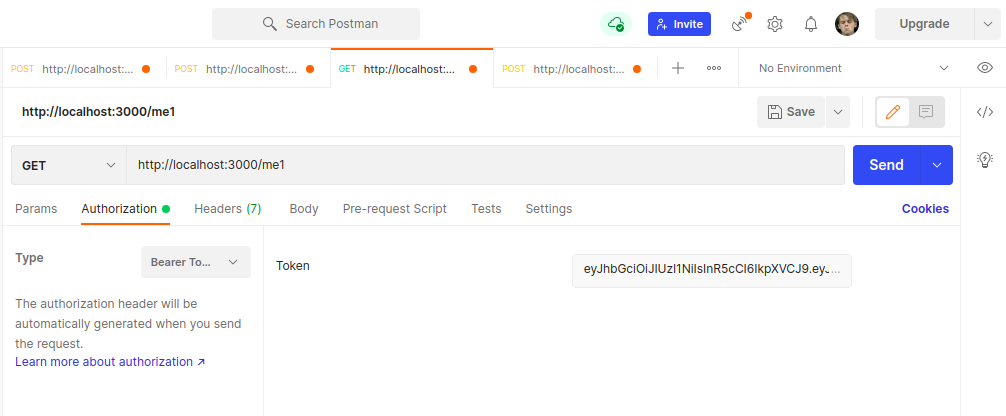 Search Postman
Invite
Upgrade
POST http://localhost:...
POST http://localhost:...
GET http://localhost:...
POST http://localhost:...
No Environment
http://localhost:3000/me1
Save
GET
http://localhost:3000/me1
Send
Params
Authorization
Headers (7)
Body
Pre-request Script
Tests
Settings
Cookies
Type
Bearer To...
Token
eyJhbGciOiJIUzI1NiIsInR5cCI6IkpXVCJ9.eyJ...
The authorization header will be
automatically generated when you send
the request.
Learn more about authorization ↗